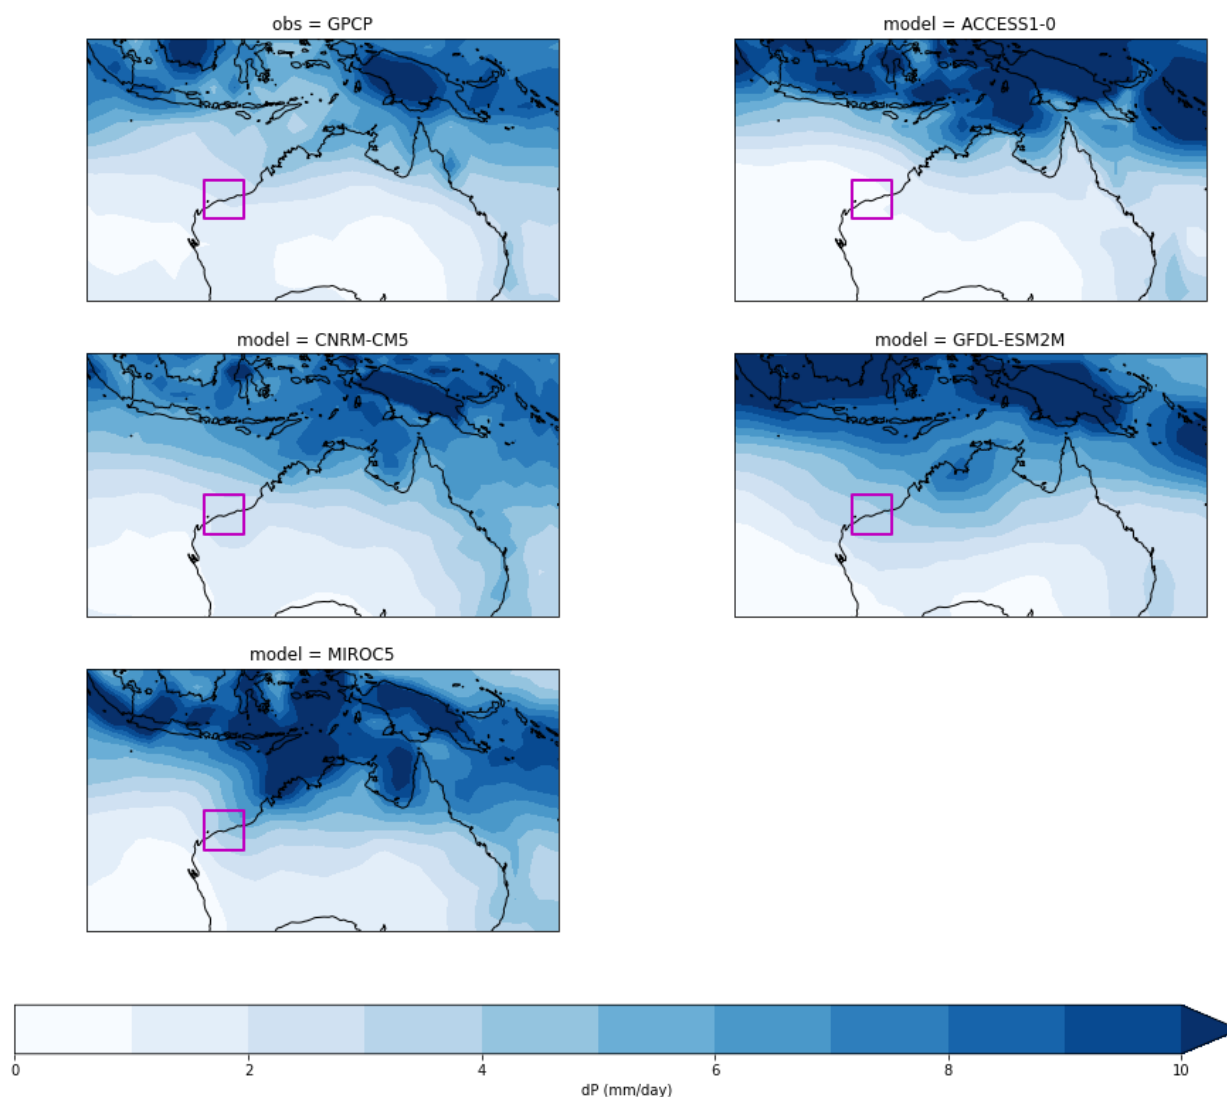 obs = GPCP
model = ACCESS1-0
model = CNRM-CM5
model = GFDL-ESM2M
model = MIROC5
0 2 4 6 8 10
dP (mm/day)